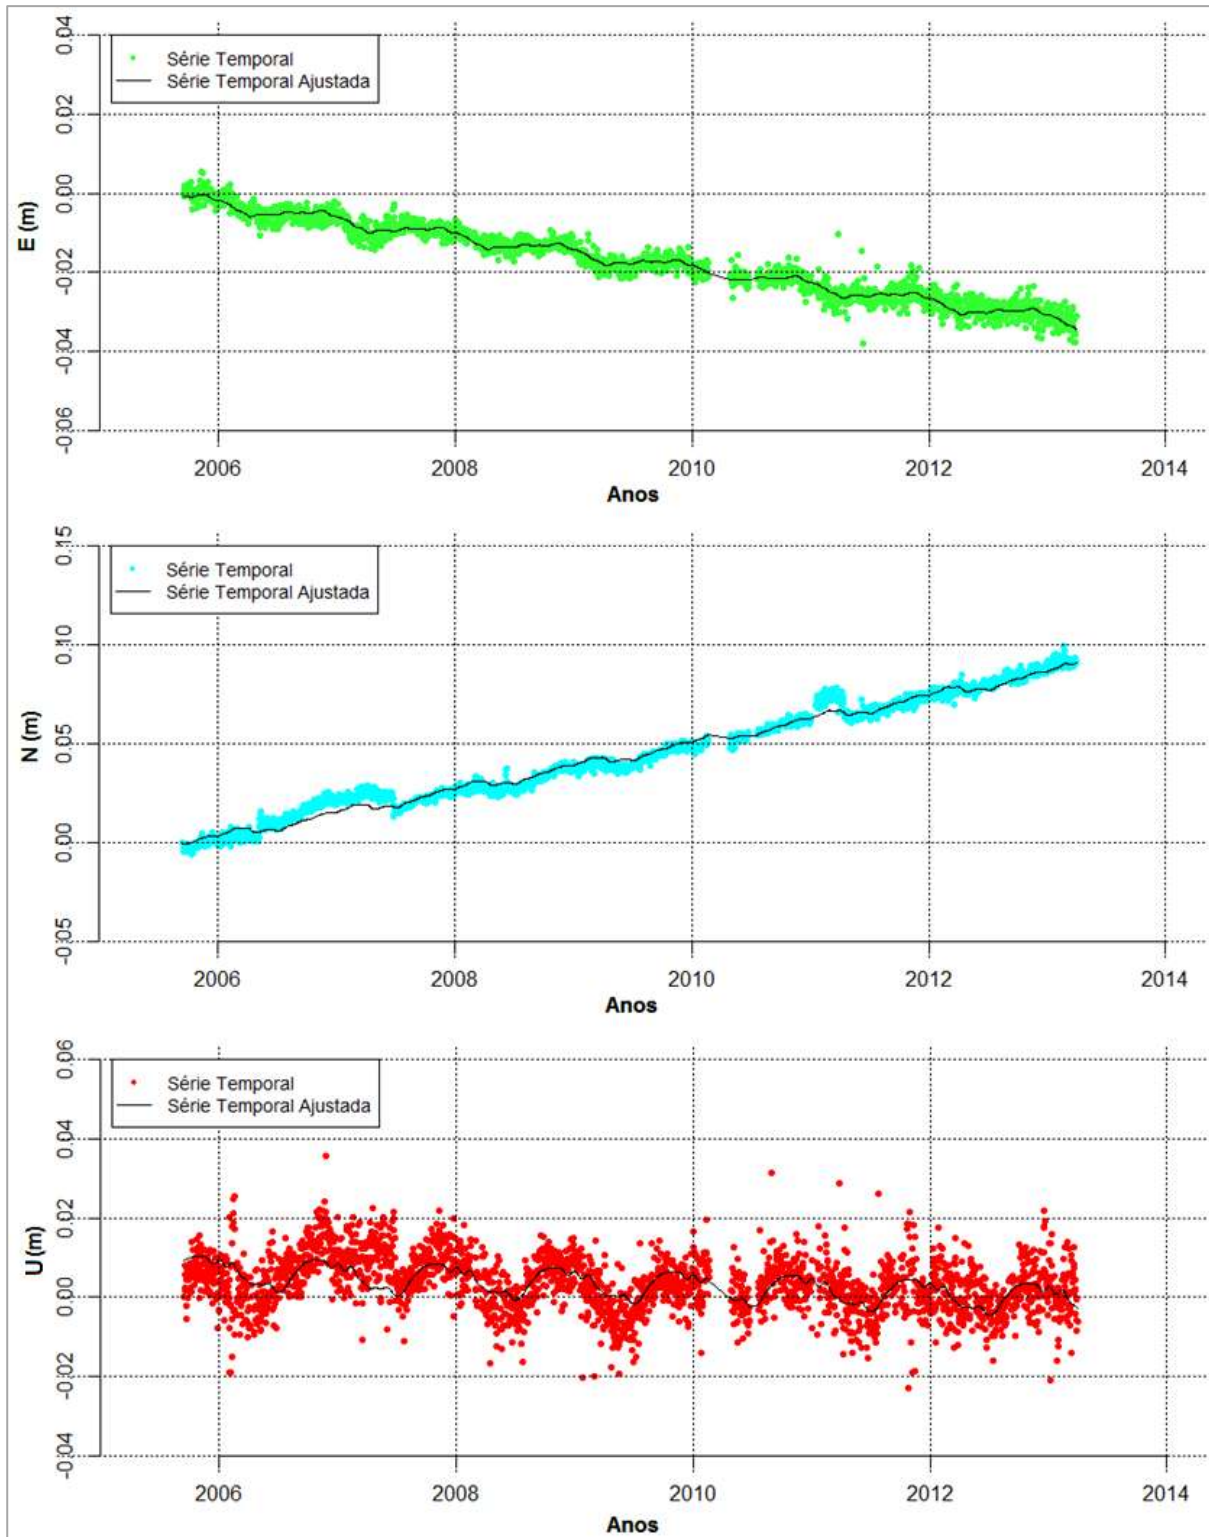 0.04
Série Temporal
Série Temporal Ajustada
0.02
0.00
E (m)
-0.02
-0.04
-0.06
2006 2008 2010 2012 2014
Anos
0.15
Série Temporal
Série Temporal Ajustada
0.10
N (m)
0.05
0.00
-0.05
2006 2008 2010 2012 2014
Anos
0.06
Série Temporal
Série Temporal Ajustada
0.04
0.02
U (m)
0.00
-0.02
-0.04
2006 2008 2010 2012 2014
Anos